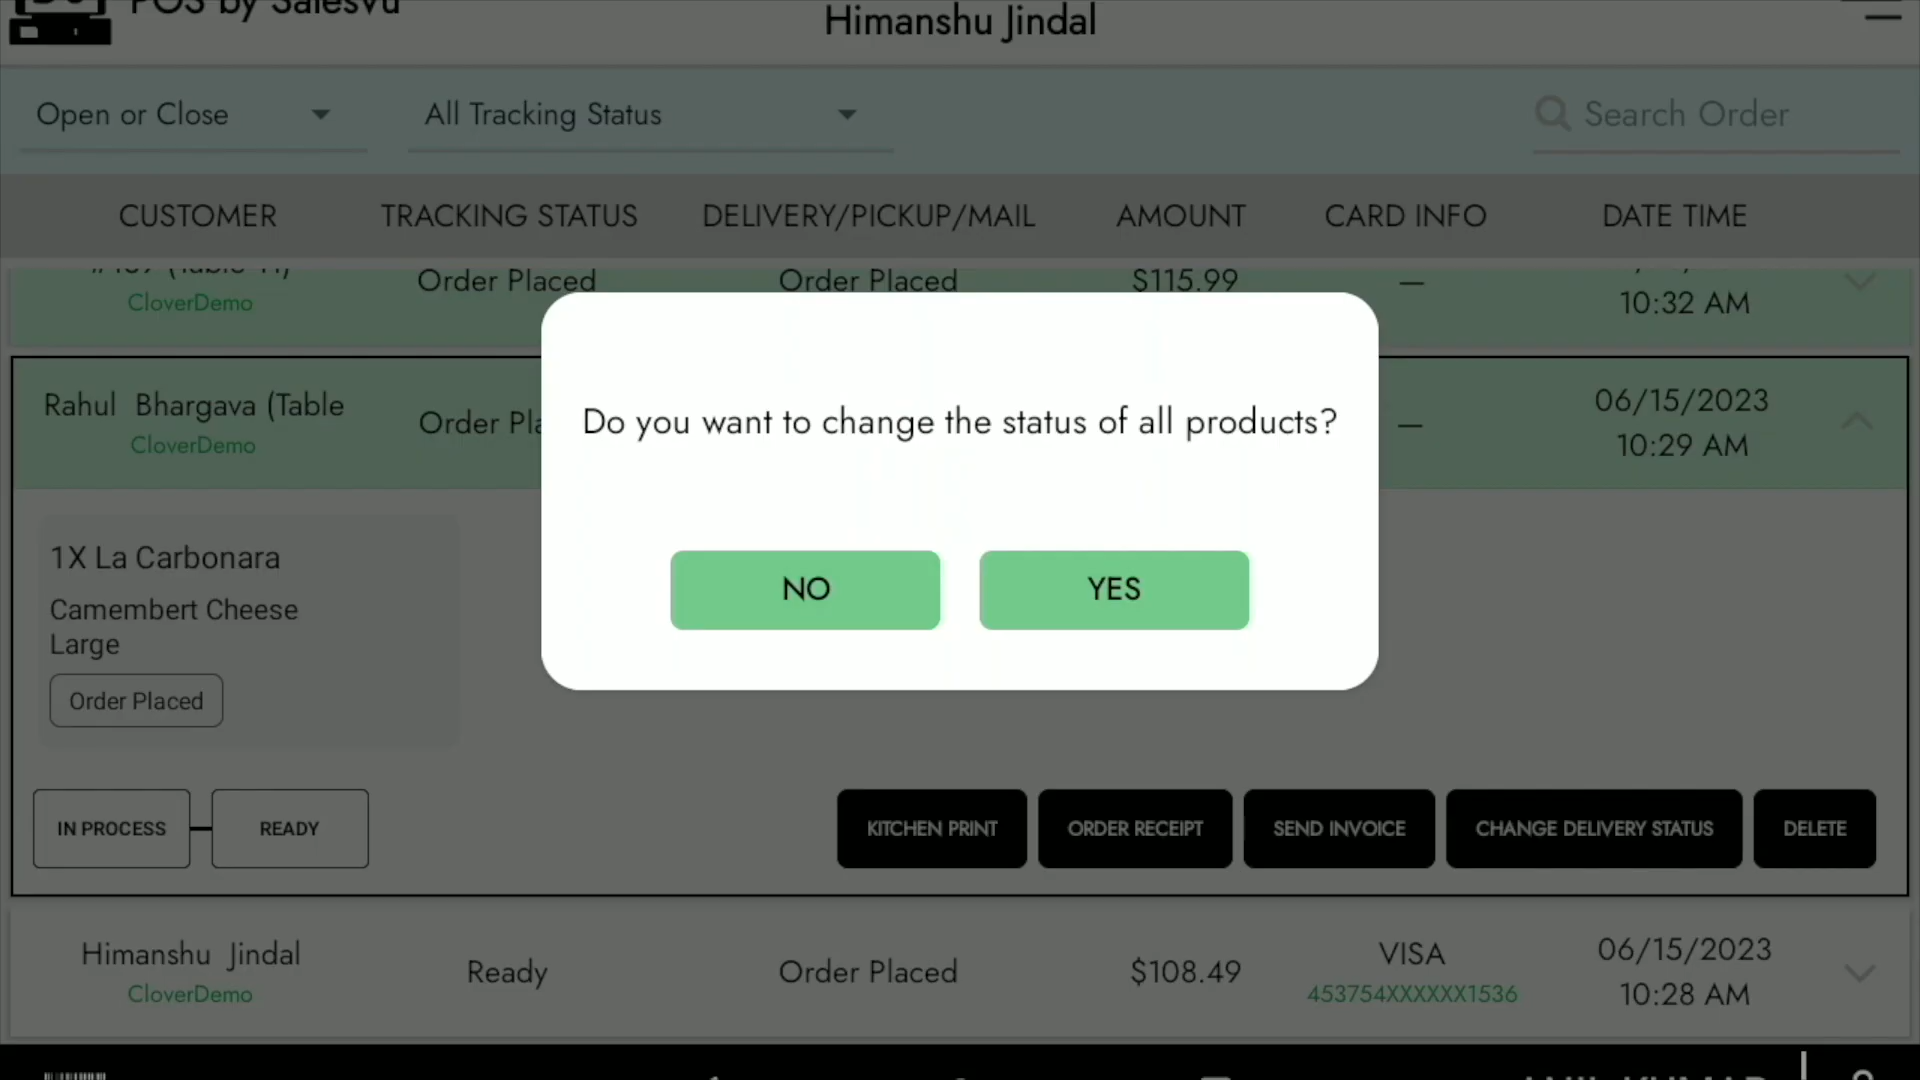 POS by SalesVu
Himanshu Jindal
Open or Close
All Tracking Status
Search Order
CUSTOMER TRACKING STATUS DELIVERY/PICKUP/MAIL AMOUNT CARD INFO DATE TIME
Order Placed Order Placed $115.99 —
CloverDemo 10:32 AM
Rahul Bhargava (Table
CloverDemo
Order
—
06/15/2023
10:29 AM
Do you want to change the status of all products?
NO YES
1X La Carbonara
Camembert Cheese
Large
Order Placed
IN PROCESS READY KITCHEN PRINT ORDER RECEIPT SEND INVOICE CHANGE DELIVERY STATUS DELETE
Himanshu Jindal
CloverDemo
Ready
Order Placed
$108.49
VISA
453754XXXXXX1536
06/15/2023
10:28 AM